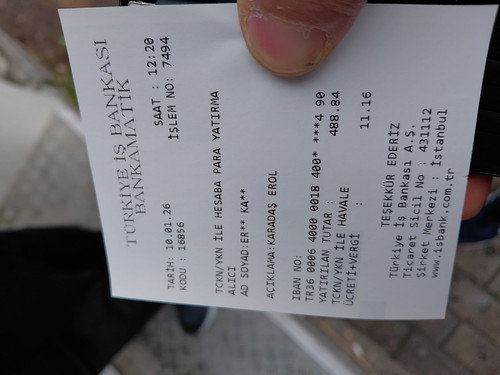 TÜRKİYE İŞ BANKASI
BANKAMATİK
SAAT : 12:20
TARİH: 10.01.26
İŞLEM NO: 7494
KODU : 16856
TCKN/YKN İLE HESABA PARA YATIRMA
ALICI
AD SOYAD:ER** KA**
AÇIKLAMA:KARADAŞ EROL
IBAN NO:
TR36 0006 4000 0018 400* ***4 90
YATIRILAN TUTAR : 488.84
TCKN/YKN İLE HAVALE
ÜCRETİ+VERGİ : 11.16
TEŞEKKÜR EDERİZ
Türkiye İş Bankası A.Ş.
Ticaret Sicil No : 431112
Şirket Merkezi : İstanbul
www.isbank.com.tr